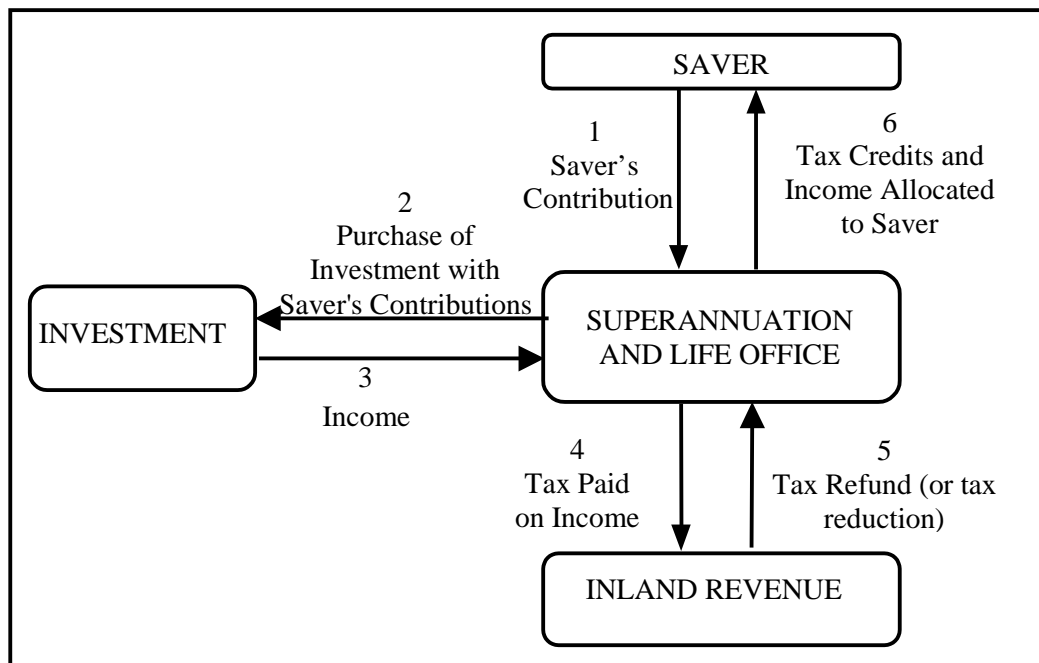 SAVER
1
Saver’s
Contribution
6
Tax Credits and
Income Allocated
to Saver
2
Purchase of
Investment with
Saver's Contributions
INVESTMENT
SUPERANNUATION
AND LIFE OFFICE
3
Income
4
Tax Paid
on Income
5
Tax Refund (or tax
reduction)
INLAND REVENUE